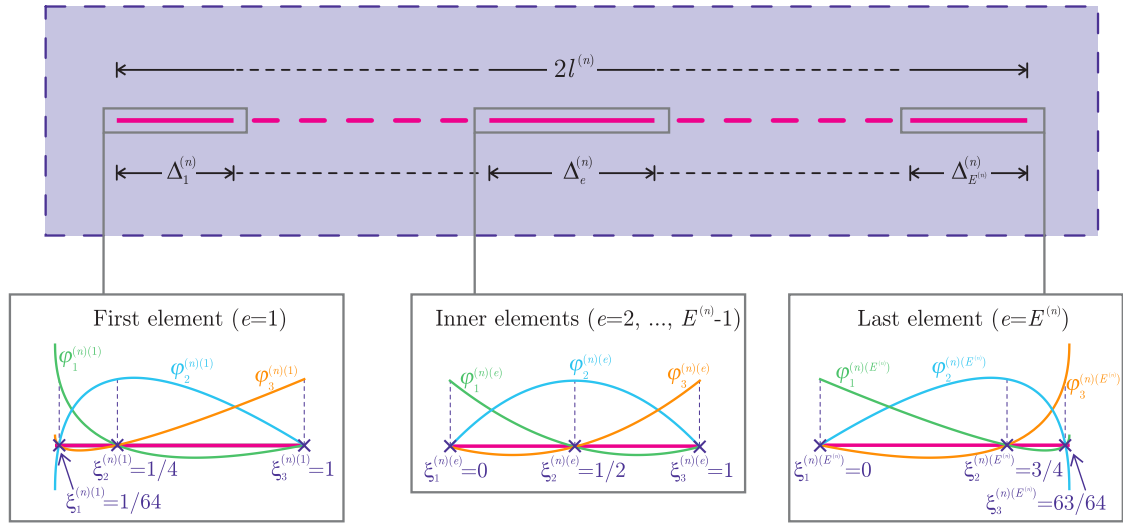 2l^(n)
Δ_1^(n) Δ_e^(n) Δ_{E^(n)}^(n)
First element (e=1)
φ_1^(n)(1)
φ_2^(n)(1)
φ_3^(n)(1)
ξ_2^(n)(1)=1/4
ξ_3^(n)(1)=1
ξ_1^(n)(1)=1/64
Inner elements (e=2, ..., E^(n)-1)
φ_1^(n)(e)
φ_2^(n)(e)
φ_3^(n)(e)
ξ_1^(n)(e)=0
ξ_2^(n)(e)=1/2
ξ_3^(n)(e)=1
Last element (e=E^(n))
φ_1^(n)(E^(n))
φ_2^(n)(E^(n))
φ_3^(n)(E^(n))
ξ_1^(n)(E^(n))=0
ξ_2^(n)(E^(n))=3/4
ξ_3^(n)(E^(n))=63/64